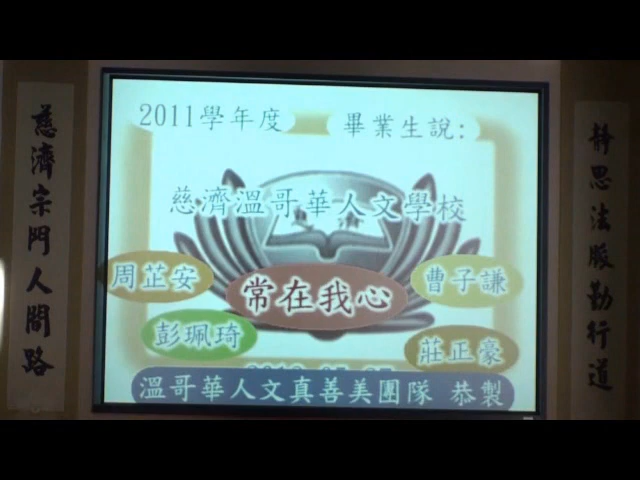 慈濟宗門人間路
2011學年度
畢業生說:
慈濟溫哥華人文學校
慈濟
周芷安
常在我心
曹子謙
彭珮琦
莊正豪
溫哥華人文真善美團隊 恭製
靜思法脈勤行道